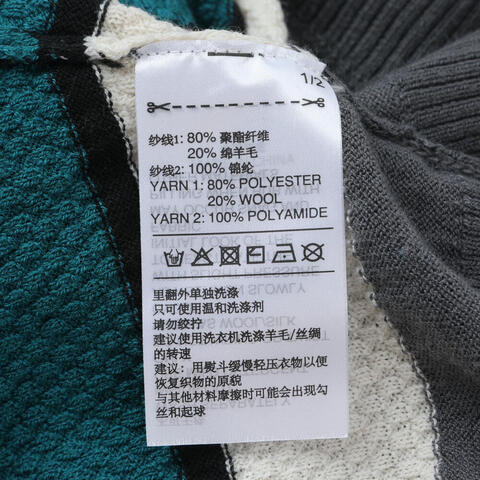 1/2
纱线1: 80% 聚酯纤维
20% 绵羊毛
纱线2: 100% 锦纶
YARN 1: 80% POLYESTER
20% WOOL
YARN 2: 100% POLYAMIDE
里翻外单独洗涤
只可使用温和洗涤剂
请勿绞拧
建议使用洗衣机洗涤羊毛/丝绸
的转速
建议：用熨斗缓慢轻压衣物以便
恢复织物的原貌
与其他材料摩擦时可能会出现勾
丝和起球